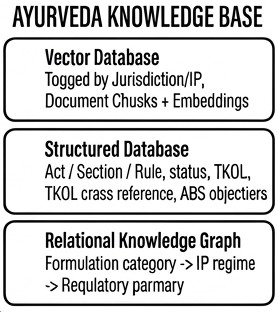 AYURVEDA KNOWLEDGE BASE
Vector Database
Togged by Jurisdiction/IP,
Document Chusks + Embeddings
Structured Database
Act / Section / Rule, status, TKOL,
TKOL crass reference, ABS objectiers
Relational Knowledge Graph
Formulation category -> IP regime
-> Requlatory parmary